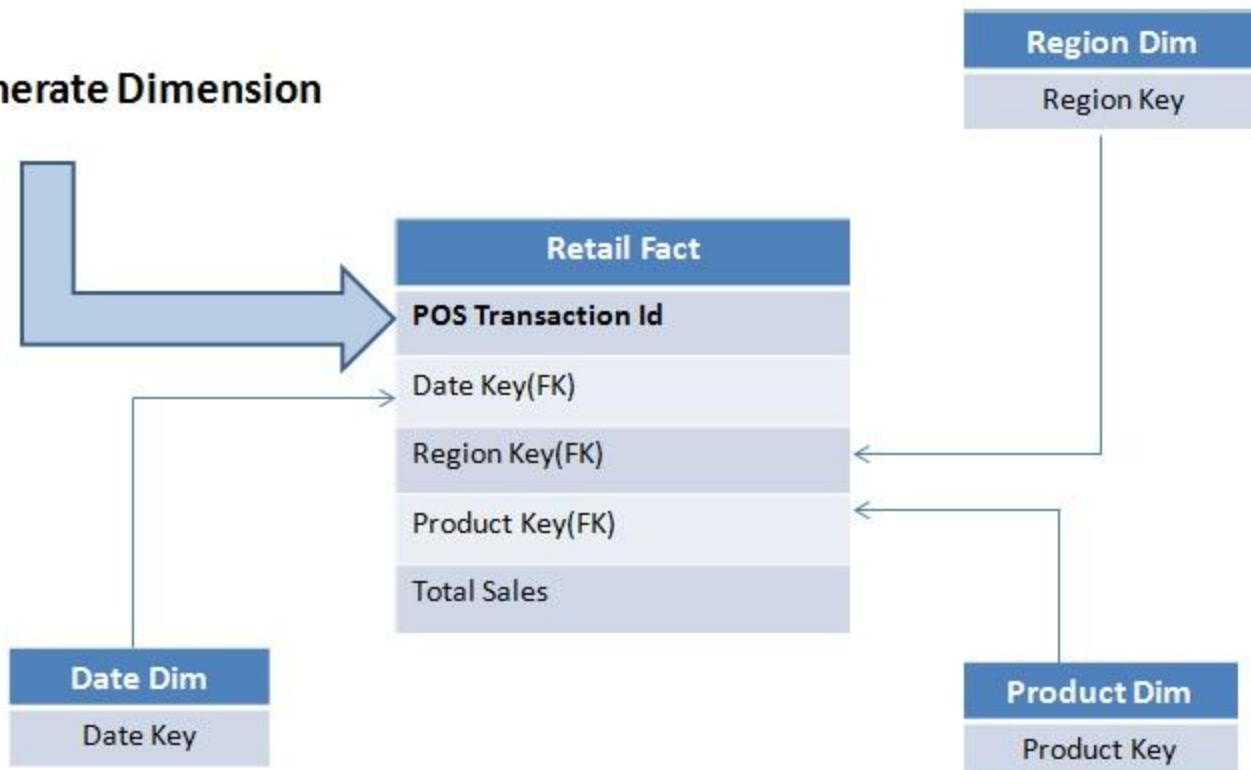 nerate Dimension
Region Dim
Region Key
Retail Fact
POS Transaction Id
Date Key(FK)
Region Key(FK)
Product Key(FK)
Total Sales
Date Dim
Date Key
Product Dim
Product Key